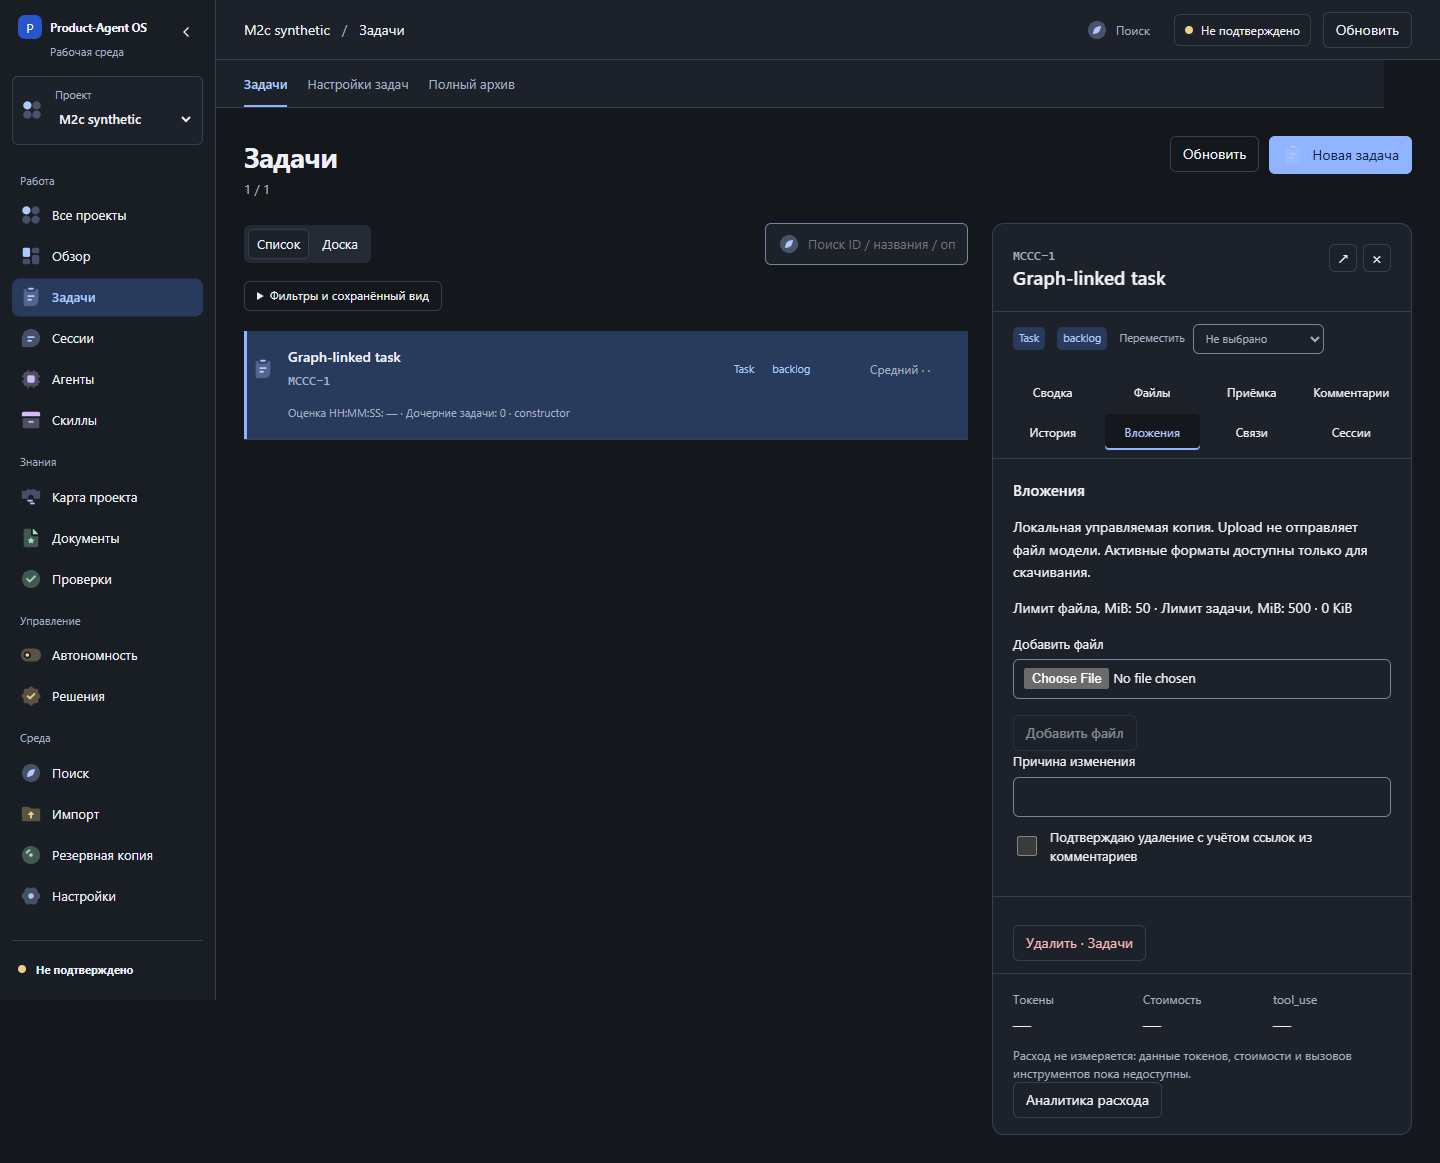 P
Product-Agent OS
Рабочая среда
Проект
M2c synthetic
Работа
Все проекты
Обзор
Задачи
Сессии
Агенты
Скиллы
Знания
Карта проекта
Документы
Проверки
Управление
Автономность
Решения
Среда
Поиск
Импорт
Резервная копия
Настройки
Не подтверждено
M2c synthetic / Задачи
Поиск
Не подтверждено
Обновить
Задачи Настройки задач Полный архив
Задачи
1 / 1
Обновить
Новая задача
Список Доска
Поиск ID / названия / оп
Фильтры и сохранённый вид
Graph-linked task
MCCC-1
Task backlog Средний · ·
Оценка HH:MM:SS: — · Дочерние задачи: 0 · constructor
MCCC-1
Graph-linked task
Task backlog Переместить Не выбрано
Сводка Файлы Приёмка Комментарии
История Вложения Связи Сессии
Вложения
Локальная управляемая копия. Upload не отправляет
файл модели. Активные форматы доступны только для
скачивания.
Лимит файла, MiB: 50 · Лимит задачи, MiB: 500 · 0 KiB
Добавить файл
Choose File No file chosen
Добавить файл
Причина изменения
Подтверждаю удаление с учётом ссылок из
комментариев
Удалить · Задачи
Токены Стоимость tool_use
— — —
Расход не измеряется: данные токенов, стоимости и вызовов
инструментов пока недоступны.
Аналитика расхода